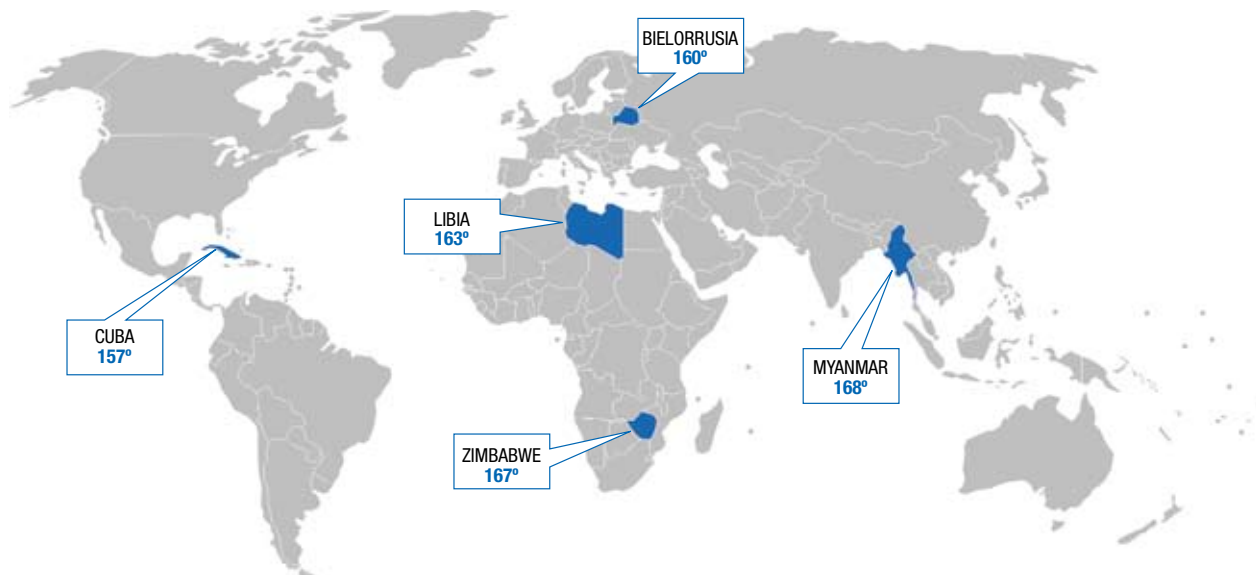 BIELORRUSIA
160º
LIBIA
163º
CUBA
157º
MYANMAR
168º
ZIMBABWE
167º